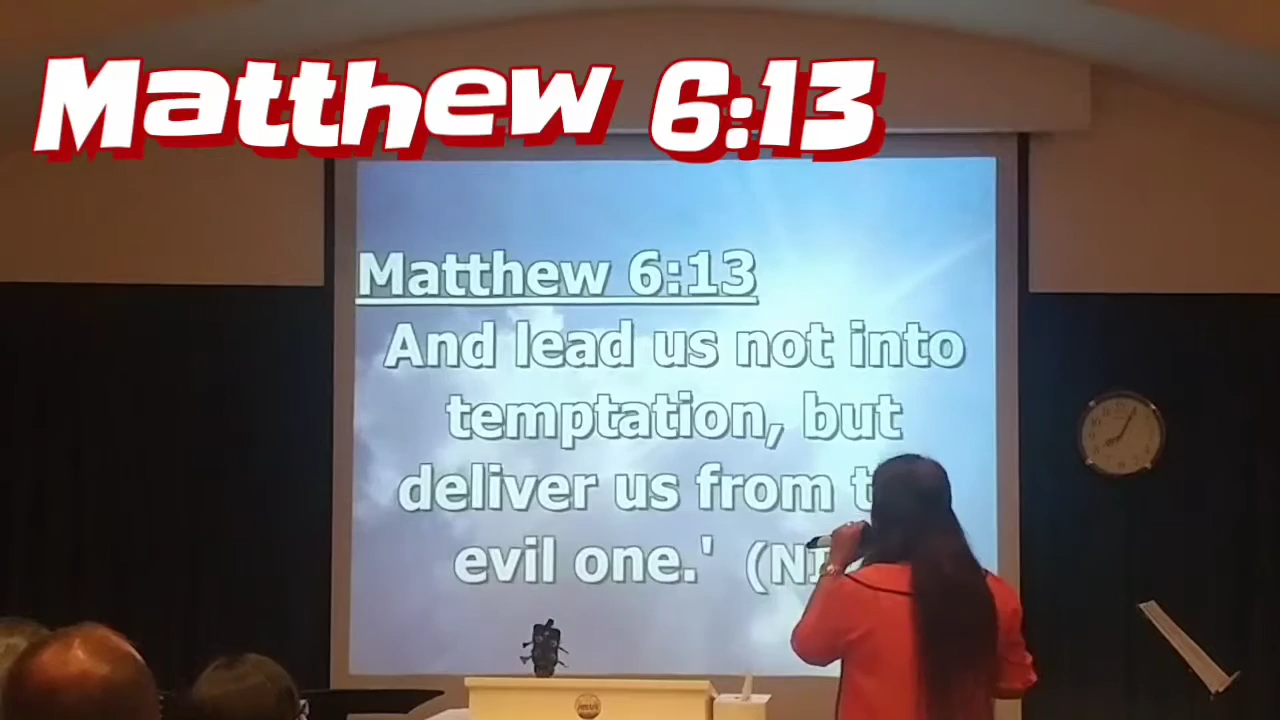 Matthew 6:13
Matthew 6:13
And lead us not into
temptation, but
deliver us from
evil one.'